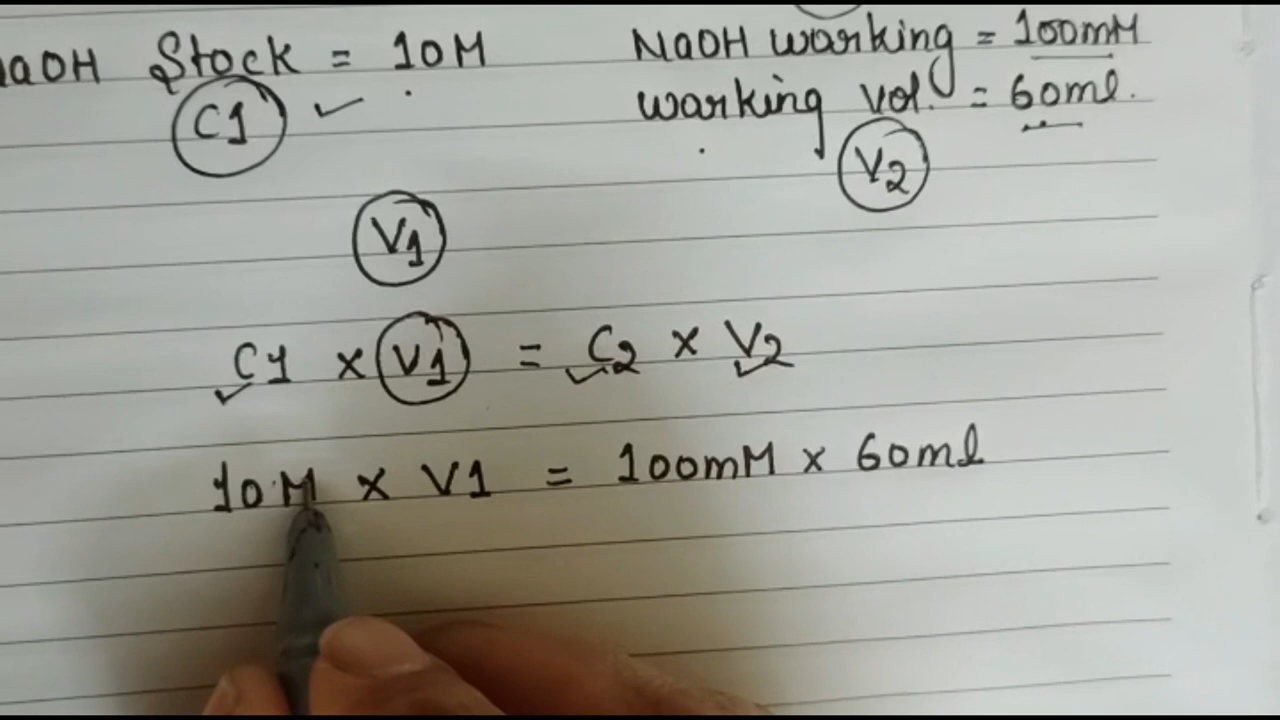 NaOH Stock = 10M
C1
NaOH warking = 100mM
warking vol. = 60ml.
V2
V1
C1 × V1 = C2 × V2
10M × V1 = 100mM × 60ml